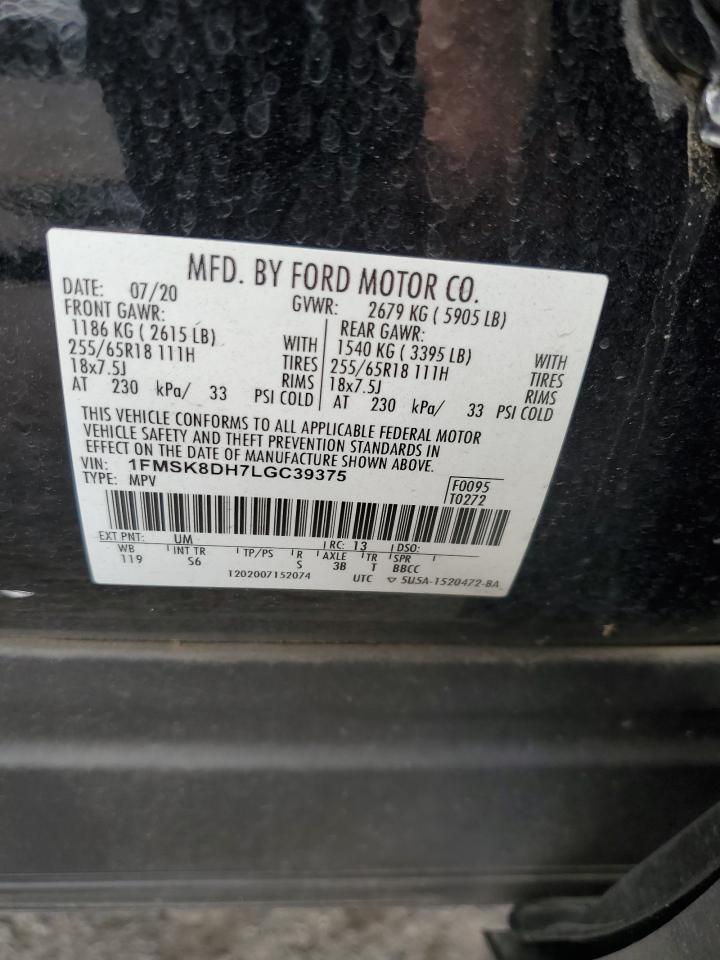 MFD. BY FORD MOTOR CO.
DATE: 07/20 GVWR: 2679 KG ( 5905 LB)
FRONT GAWR: REAR GAWR:
1186 KG ( 2615 LB) WITH 1540 KG ( 3395 LB) WITH
255/65R18 111H TIRES 255/65R18 111H TIRES
18x7.5J RIMS 18x7.5J RIMS
AT 230 kPa/ 33 PSI COLD AT 230 kPa/ 33 PSI COLD
THIS VEHICLE CONFORMS TO ALL APPLICABLE FEDERAL MOTOR
VEHICLE SAFETY AND THEFT PREVENTION STANDARDS IN
EFFECT ON THE DATE OF MANUFACTURE SHOWN ABOVE.
VIN: 1FMSK8DH7LGC39375 F0095
TYPE: MPV T0272
EXT PNT: UM RC: 13 DSO:
WB INT TR TP/PS R AXLE TR SPR
119 S6 S 3B T BBCC
1202007152074 UTC ▽ 5U5A-1520472-BA